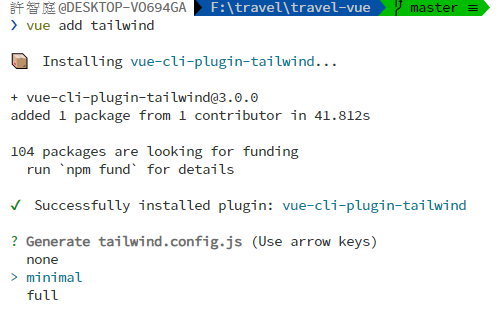 許智庭@DESKTOP-VO694GA F:\travel\travel-vue master ≡
❯ vue add tailwind
📦 Installing vue-cli-plugin-tailwind...
+ vue-cli-plugin-tailwind@3.0.0
added 1 package from 1 contributor in 41.812s
104 packages are looking for funding
run `npm fund` for details
✓ Successfully installed plugin: vue-cli-plugin-tailwind
? Generate tailwind.config.js (Use arrow keys)
none
> minimal
full